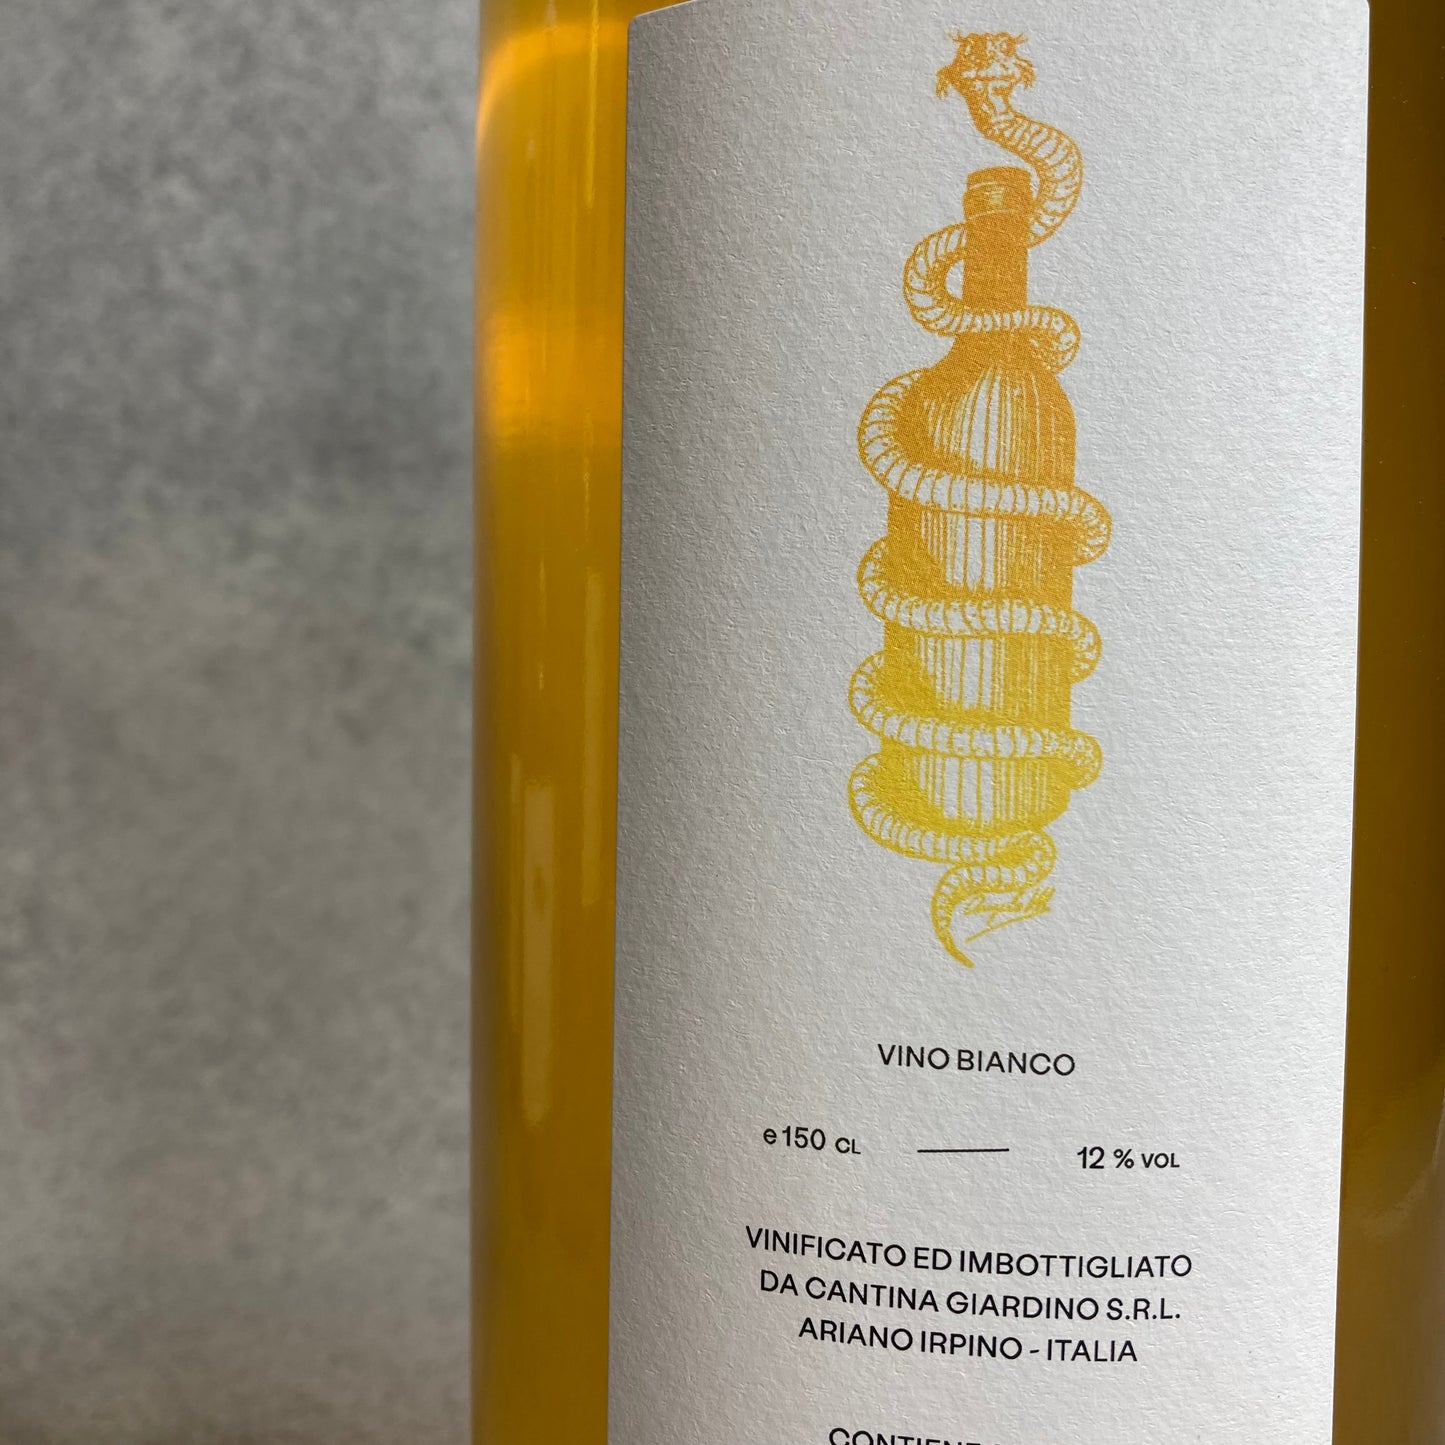 VINO BIANCO
e 150 CL — 12 % VOL
VINIFICATO ED IMBOTTIGLIATO
DA CANTINA GIARDINO S.R.L.
ARIANO IRPINO - ITALIA